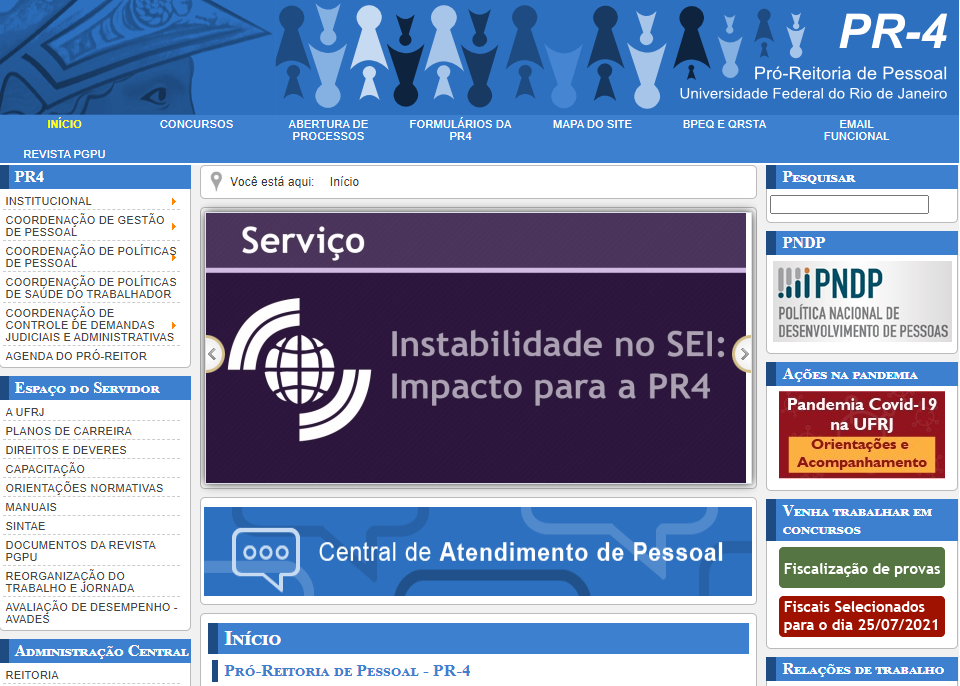 PR-4
Pró-Reitoria de Pessoal
Universidade Federal do Rio de Janeiro
INÍCIO
CONCURSOS
ABERTURA DE
PROCESSOS
FORMULÁRIOS DA
PR4
MAPA DO SITE
BPEQ E QRSTA
EMAIL
FUNCIONAL
REVISTA PGPU
PR4
INSTITUCIONAL
COORDENAÇÃO DE GESTÃO
DE PESSOAL
COORDENAÇÃO DE POLÍTICAS
DE PESSOAL
COORDENAÇÃO DE POLÍTICAS
DE SAÚDE DO TRABALHADOR
COORDENAÇÃO DE
CONTROLE DE DEMANDAS
JUDICIAIS E ADMINISTRATIVAS
AGENDA DO PRÓ-REITOR
Espaço do Servidor
A UFRJ
PLANOS DE CARREIRA
DIREITOS E DEVERES
CAPACITAÇÃO
ORIENTAÇÕES NORMATIVAS
MANUAIS
SINTAE
DOCUMENTOS DA REVISTA
PGPU
REORGANIZAÇÃO DO
TRABALHO E JORNADA
AVALIAÇÃO DE DESEMPENHO -
AVADES
Administração Central
REITORIA
Você está aqui: Início
Serviço
Instabilidade no SEI:
Impacto para a PR4
Central de Atendimento de Pessoal
Início
Pró-Reitoria de Pessoal - PR-4
Pesquisar
PNDP
PNDP
POLÍTICA NACIONAL DE
DESENVOLVIMENTO DE PESSOAS
Ações na pandemia
Pandemia Covid-19
na UFRJ
Orientações e
Acompanhamento
Venha trabalhar em
concursos
Fiscalização de provas
Fiscais Selecionados
para o dia 25/07/2021
Relações de trabalho